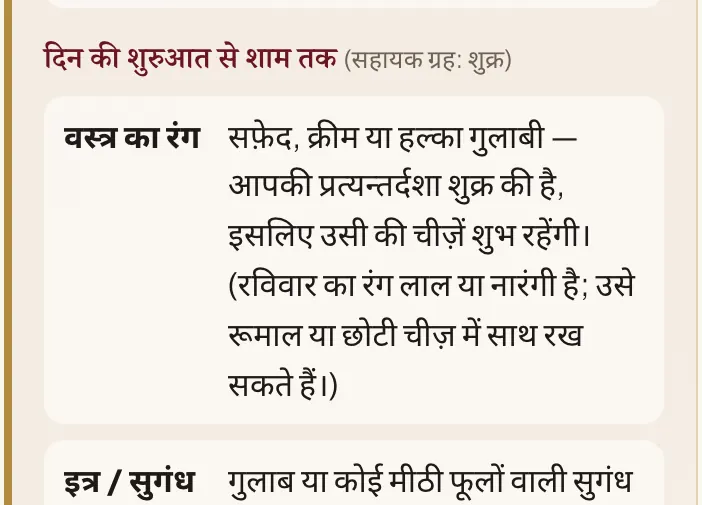 दिन की शुरुआत से शाम तक (सहायक ग्रह: शुक्र)
वस्त्र का रंग सफ़ेद, क्रीम या हल्का गुलाबी —
आपकी प्रत्यन्तर्दशा शुक्र की है,
इसलिए उसी की चीज़ें शुभ रहेंगी।
(रविवार का रंग लाल या नारंगी है; उसे
रूमाल या छोटी चीज़ में साथ रख
सकते हैं।)
इत्र / सुगंध गुलाब या कोई मीठी फूलों वाली सुगंध